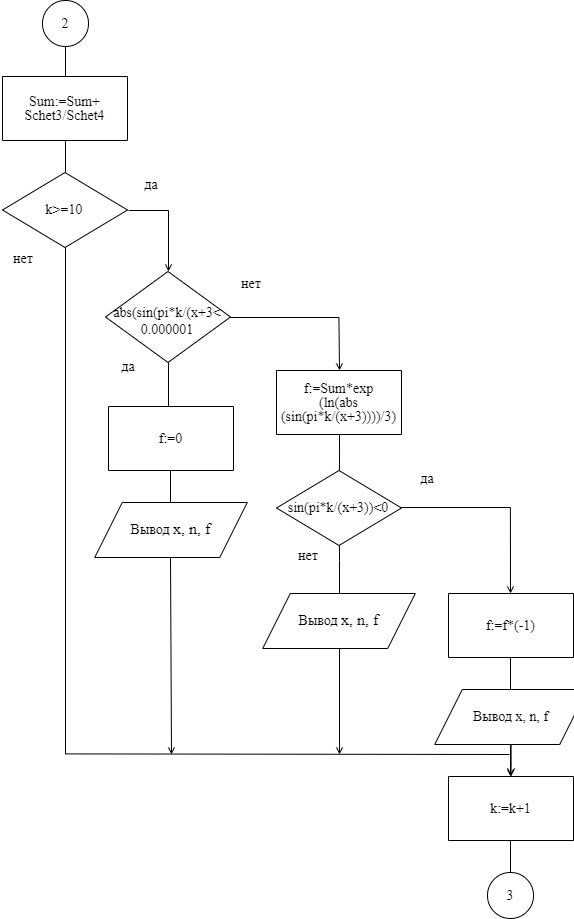 2
Sum:=Sum+
Schet3/Schet4
да
k>=10
нет
нет
abs(sin(pi*k/(x+3<
0.000001
да
f:=Sum*exp
(ln(abs
(sin(pi*k/(x+3))))/3)
f:=0
да
sin(pi*k/(x+3))<0
Вывод x, n, f
нет
Вывод x, n, f
f:=f*(-1)
Вывод x, n, f
k:=k+1
3